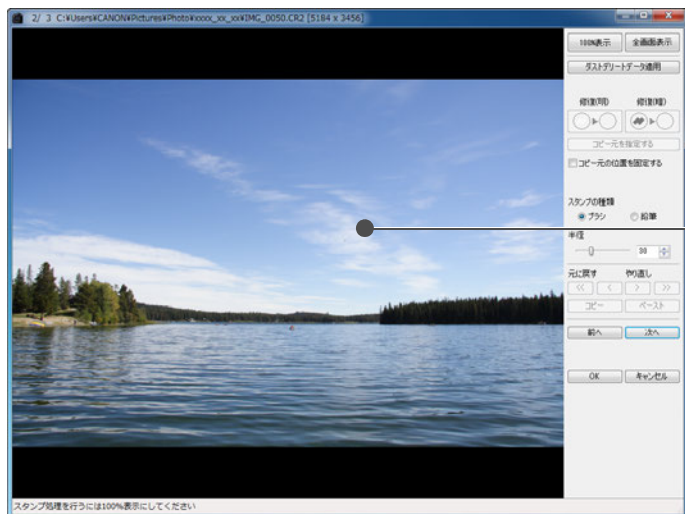 2/ 3 C:¥Users¥CANON¥Pictures¥Photo¥xxxx_xx_xx¥IMG_0050.CR2 [5184 x 3456]
100%表示 全画面表示
ダストデリートデータ適用
修復(明) 修復(暗)
コピー元を指定する
コピー元の位置を固定する
スタンプの種類
ブラシ 鉛筆
半径
30
元に戻す やり直し
<< < > >>
コピー ペースト
前へ 次へ
OK キャンセル
スタンプ処理を行うには100%表示にしてください